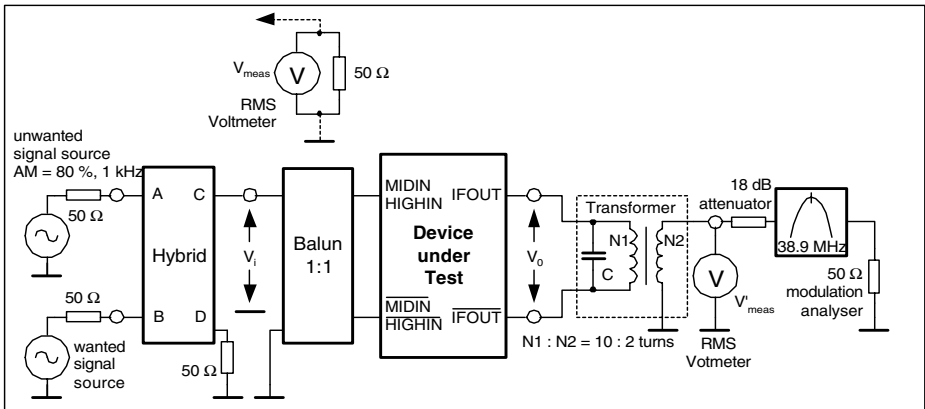 V
V meas
50 Ω
RMS
Voltmeter
unwanted
signal source
AM = 80 %, 1 kHz
50 Ω
A
C
Hybrid
B
D
50 Ω
wanted
signal
source
50 Ω
Vi
Balun
1:1
MIDIN
HIGHIN
IFOUT
Device
under
Test
MIDIN
HIGHIN
IFOUT
V0
Transformer
N1
N2
C
N1 : N2 = 10 : 2 turns
18 dB
attenuator
V
V'meas
RMS
Votmeter
38.9 MHz
50 Ω
modulation
analyser